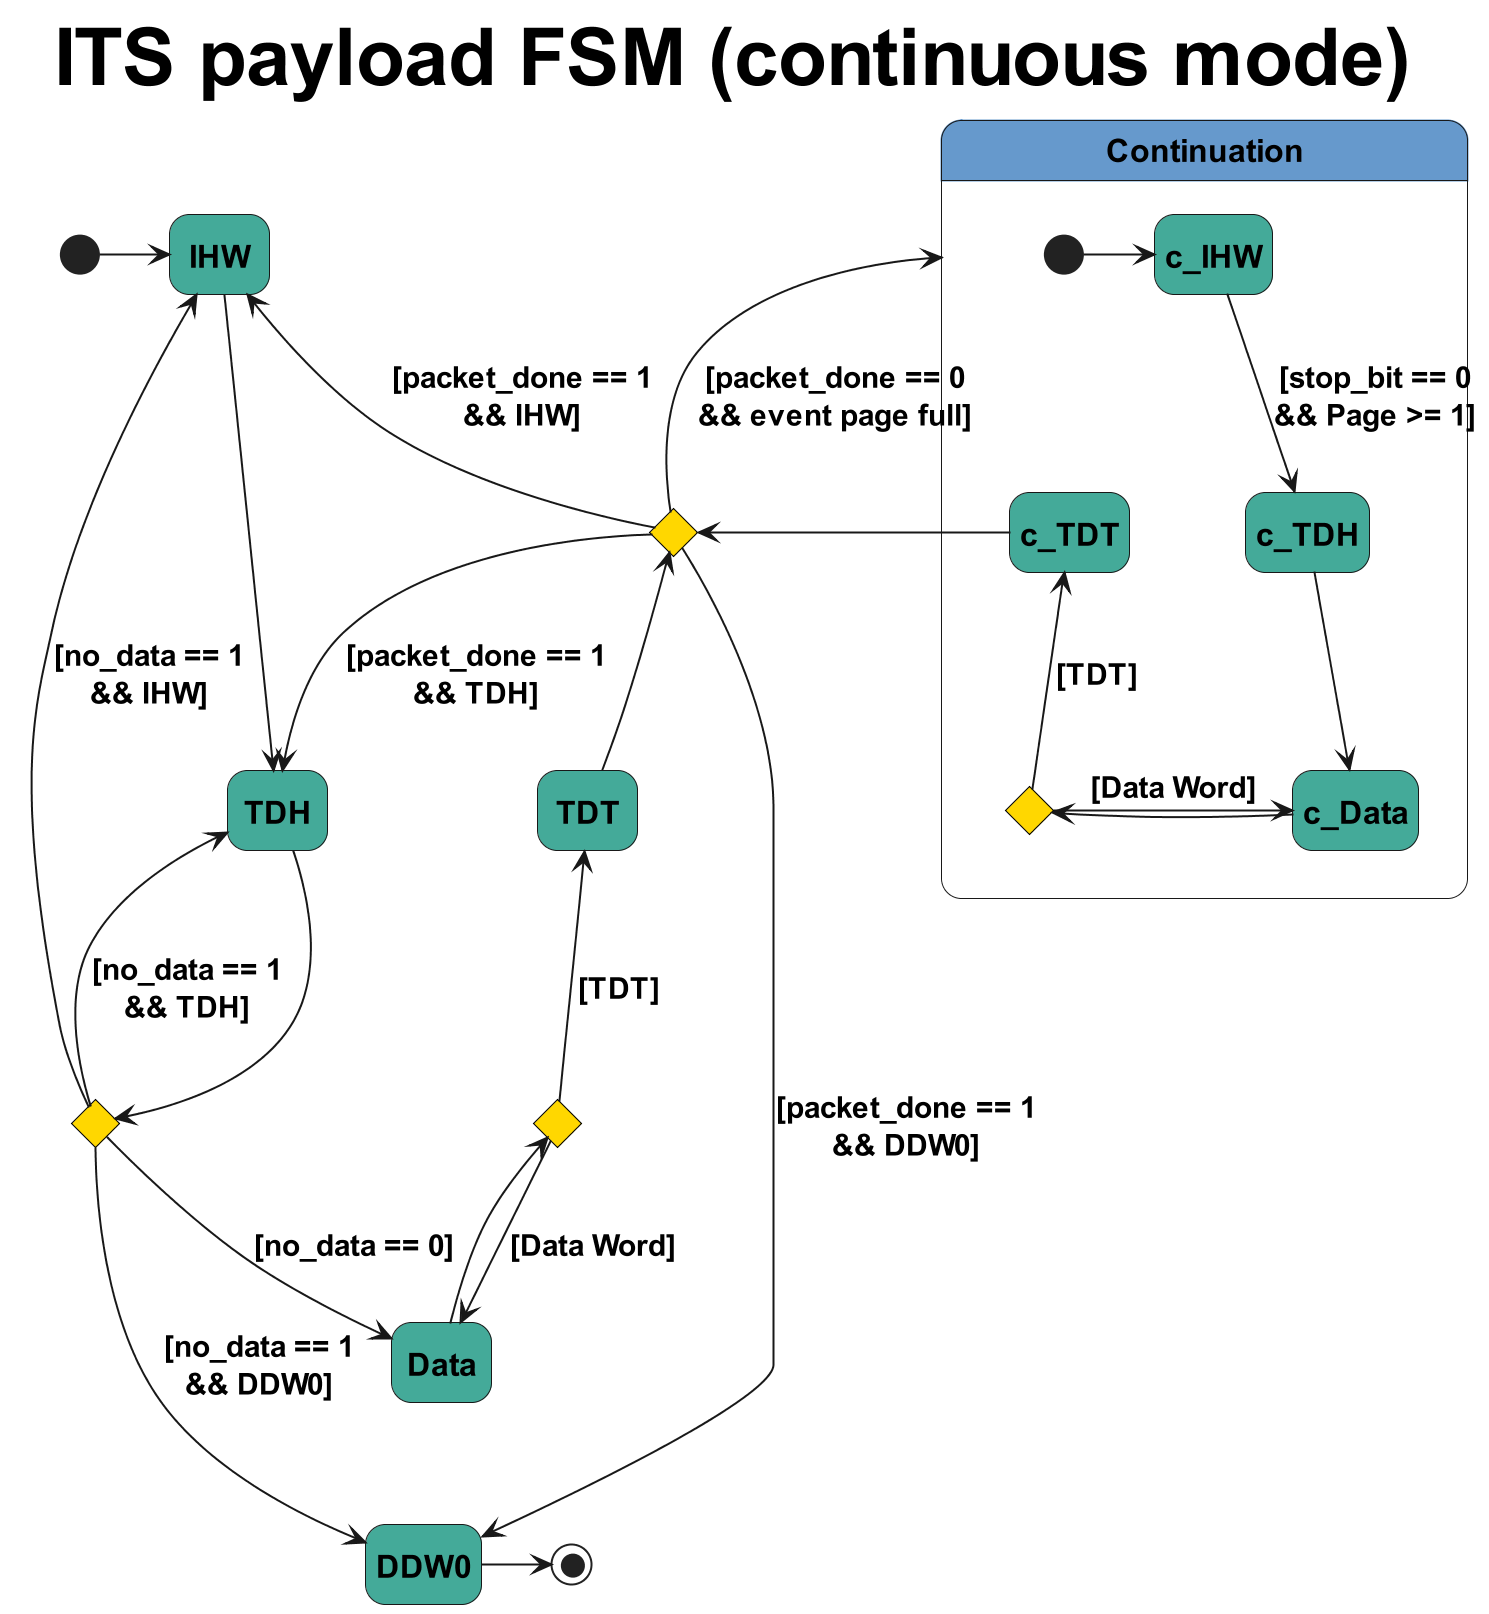 ITS payload FSM (continuous mode)
Continuation
IHW
c_IHW
[packet_done == 1
&& IHW]
[packet_done == 0
&& event page full]
[stop_bit == 0
&& Page >= 1]
c_TDT
c_TDH
[no_data == 1
&& IHW]
[packet_done == 1
&& TDH]
[TDT]
TDH
TDT
[Data Word]
c_Data
[no_data == 1
&& TDH]
[TDT]
[packet_done == 1
&& DDW0]
[no_data == 0]
[Data Word]
[no_data == 1
&& DDW0]
Data
DDW0